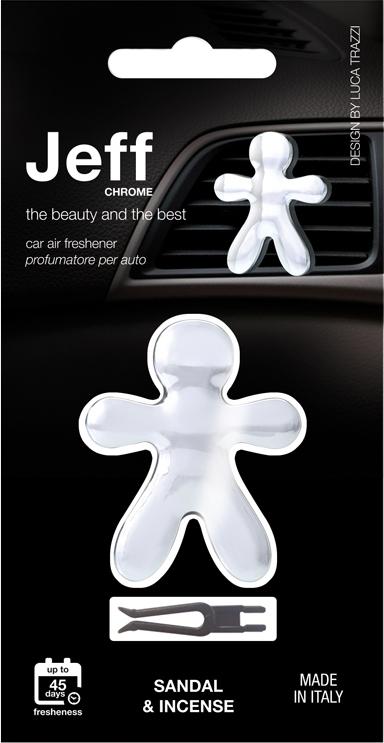 DESIGN BY LUCA TRAZZI
Jeff
CHROME
the beauty and the best
car air freshener
profumatore per auto
up to
45
days
fresheness
SANDAL
& INCENSE
MADE
IN ITALY